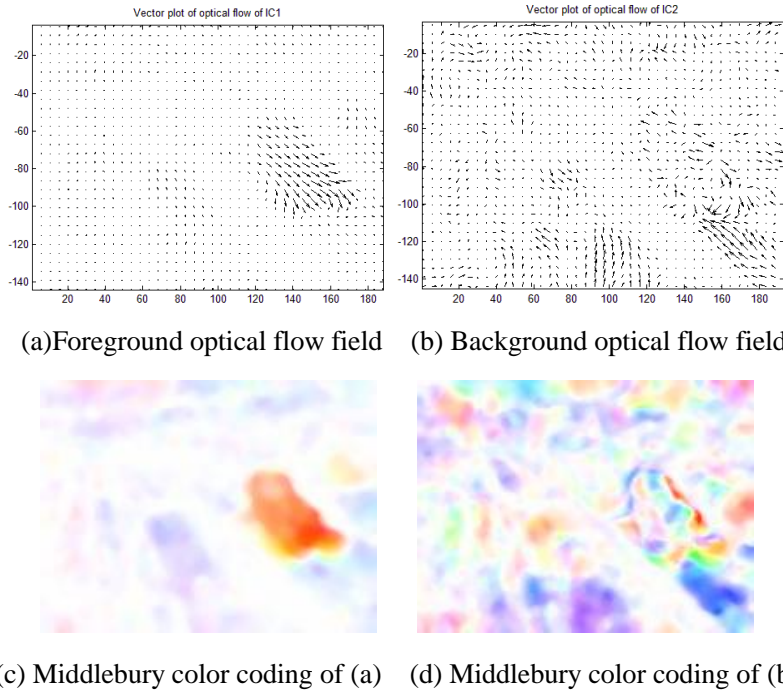 Vector plot of optical flow of IC1
Vector plot of optical flow of IC2
-20
-40
-60
-80
-100
-120
-140
20 40 60 80 100 120 140 160 180
-20
-40
-60
-80
-100
-120
-140
20 40 60 80 100 120 140 160 180
(a)Foreground optical flow field
(b) Background optical flow field
(c) Middlebury color coding of (a)
(d) Middlebury color coding of (b